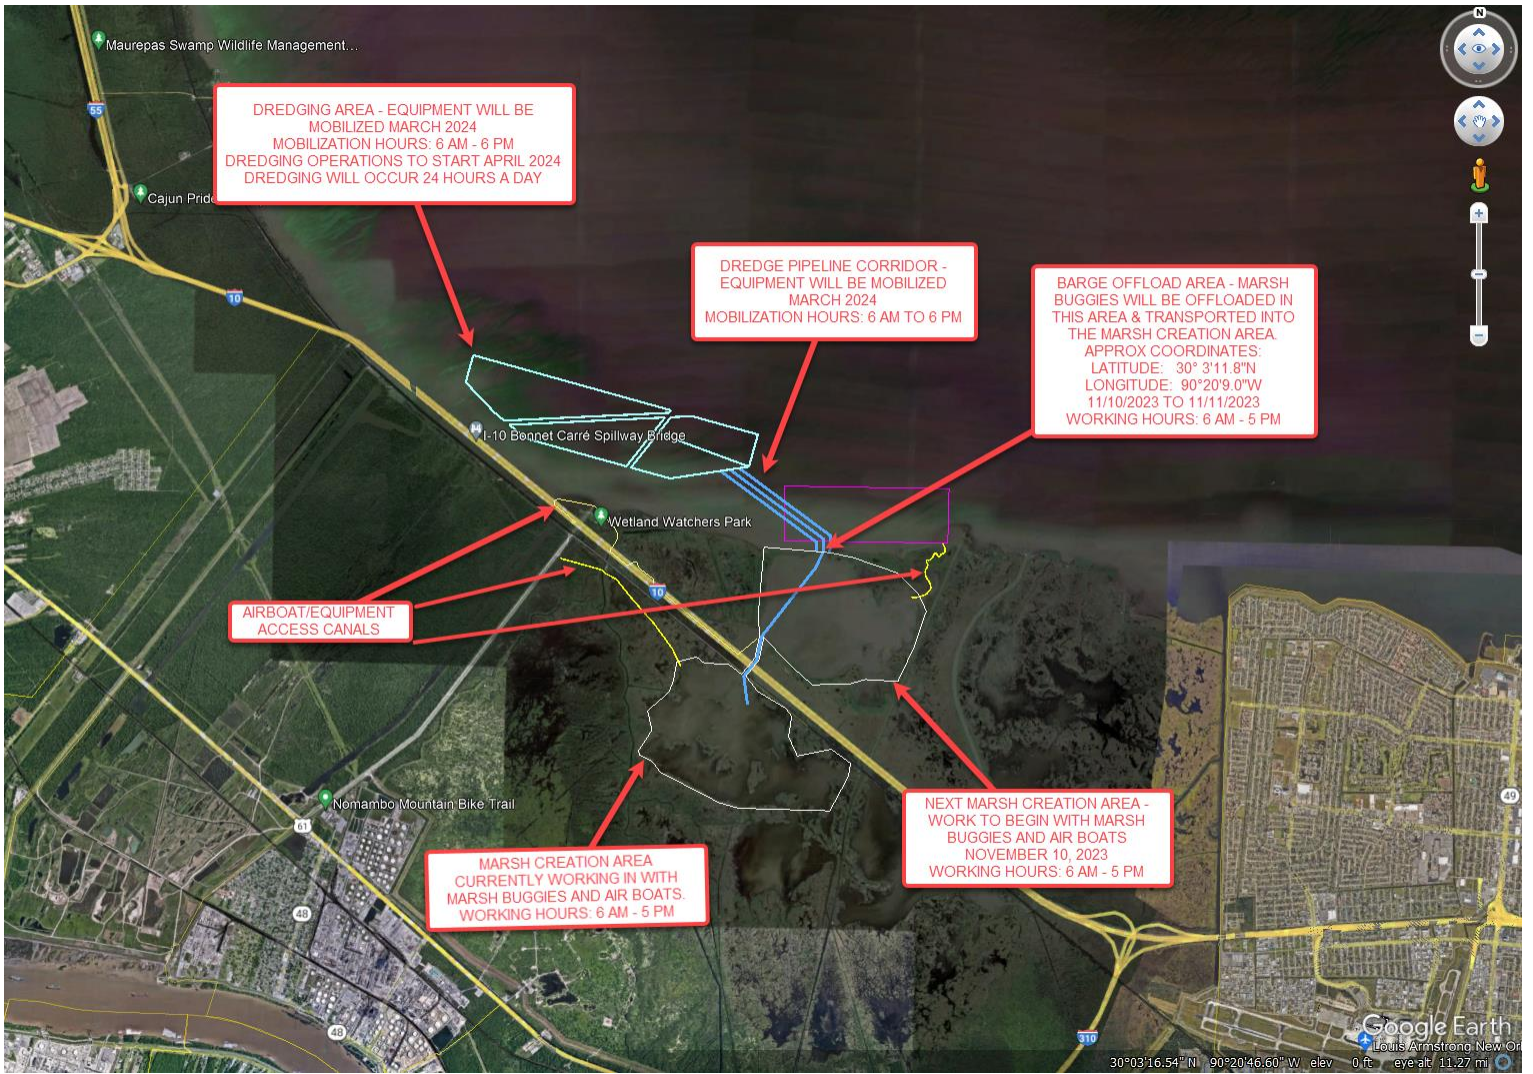 Maurepas Swamp Wildlife Management...
55
DREDGING AREA - EQUIPMENT WILL BE
MOBILIZED MARCH 2024
MOBILIZATION HOURS: 6 AM - 6 PM
DREDGING OPERATIONS TO START APRIL 2024
DREDGING WILL OCCUR 24 HOURS A DAY
N
Cajun Pride
10
DREDGE PIPELINE CORRIDOR -
EQUIPMENT WILL BE MOBILIZED
MARCH 2024
MOBILIZATION HOURS: 6 AM TO 6 PM
BARGE OFFLOAD AREA - MARSH
BUGGIES WILL BE OFFLOADED IN
THIS AREA & TRANSPORTED INTO
THE MARSH CREATION AREA.
APPROX COORDINATES:
LATITUDE: 30° 3'11.8"N
LONGITUDE: 90°20'9.0"W
11/10/2023 TO 11/11/2023
WORKING HOURS: 6 AM - 5 PM
I-10 Bonnet Carré Spillway Bridge
Wetland Watchers Park
10
AIRBOAT/EQUIPMENT
ACCESS CANALS
Nomambo Mountain Bike Trail
61
49
NEXT MARSH CREATION AREA -
WORK TO BEGIN WITH MARSH
BUGGIES AND AIR BOATS
NOVEMBER 10, 2023
WORKING HOURS: 6 AM - 5 PM
MARSH CREATION AREA
CURRENTLY WORKING IN WITH
MARSH BUGGIES AND AIR BOATS.
WORKING HOURS: 6 AM - 5 PM
48
48
310
Google Earth
Louis Armstrong New Or
30°03'16.54" N 90°20'46.60" W elev 0 ft eye alt 11.27 mi